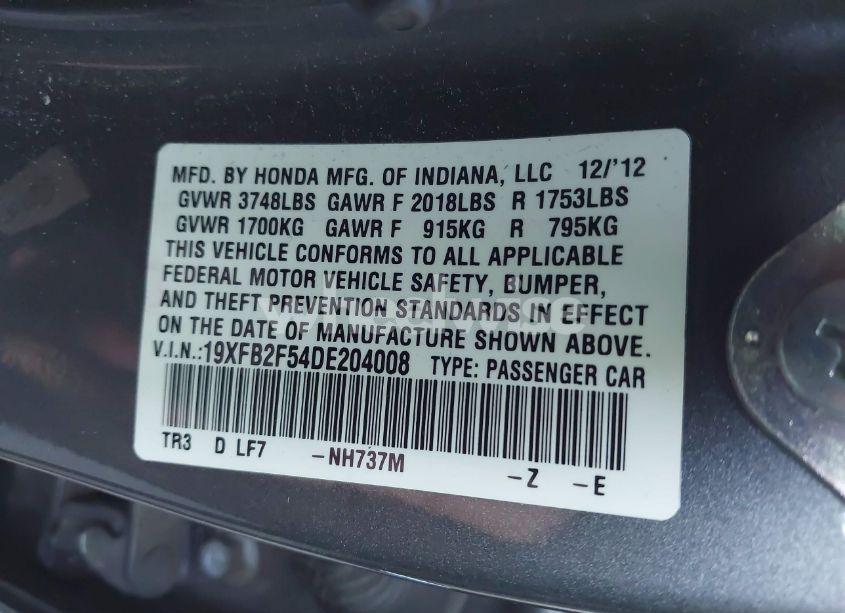 MFD. BY HONDA MFG. OF INDIANA, LLC 12/'12
GVWR 3748LBS GAWR F 2018LBS R 1753LBS
GVWR 1700KG GAWR F 915KG R 795KG
THIS VEHICLE CONFORMS TO ALL APPLICABLE
FEDERAL MOTOR VEHICLE SAFETY, BUMPER,
AND THEFT PREVENTION STANDARDS IN EFFECT
ON THE DATE OF MANUFACTURE SHOWN ABOVE.
V.I.N.:19XFB2F54DE204008 TYPE: PASSENGER CAR
TR3 D LF7 -NH737M -Z -E